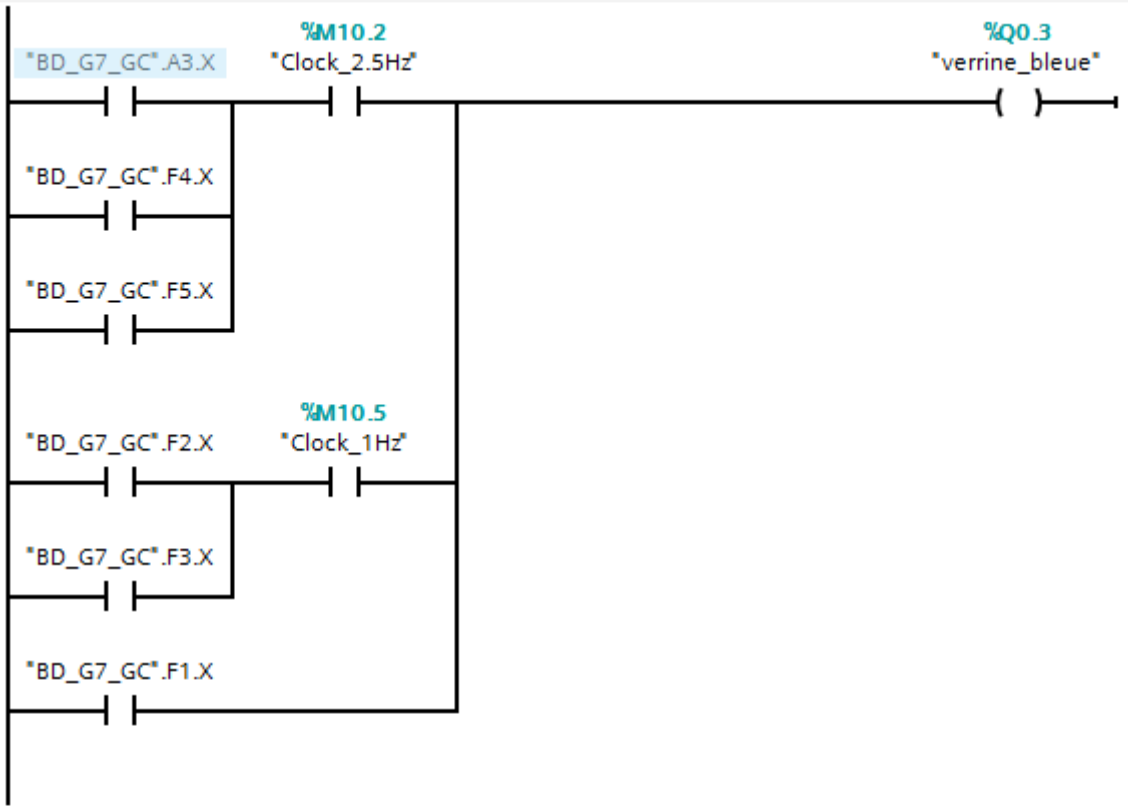 %M10.2
%Q0.3
"BD_G7_GC".A3.X
"Clock_2.5Hz"
"verrine_bleue"
"BD_G7_GC".F4.X
"BD_G7_GC".F5.X
%M10.5
"BD_G7_GC".F2.X
"Clock_1Hz"
"BD_G7_GC".F3.X
"BD_G7_GC".F1.X